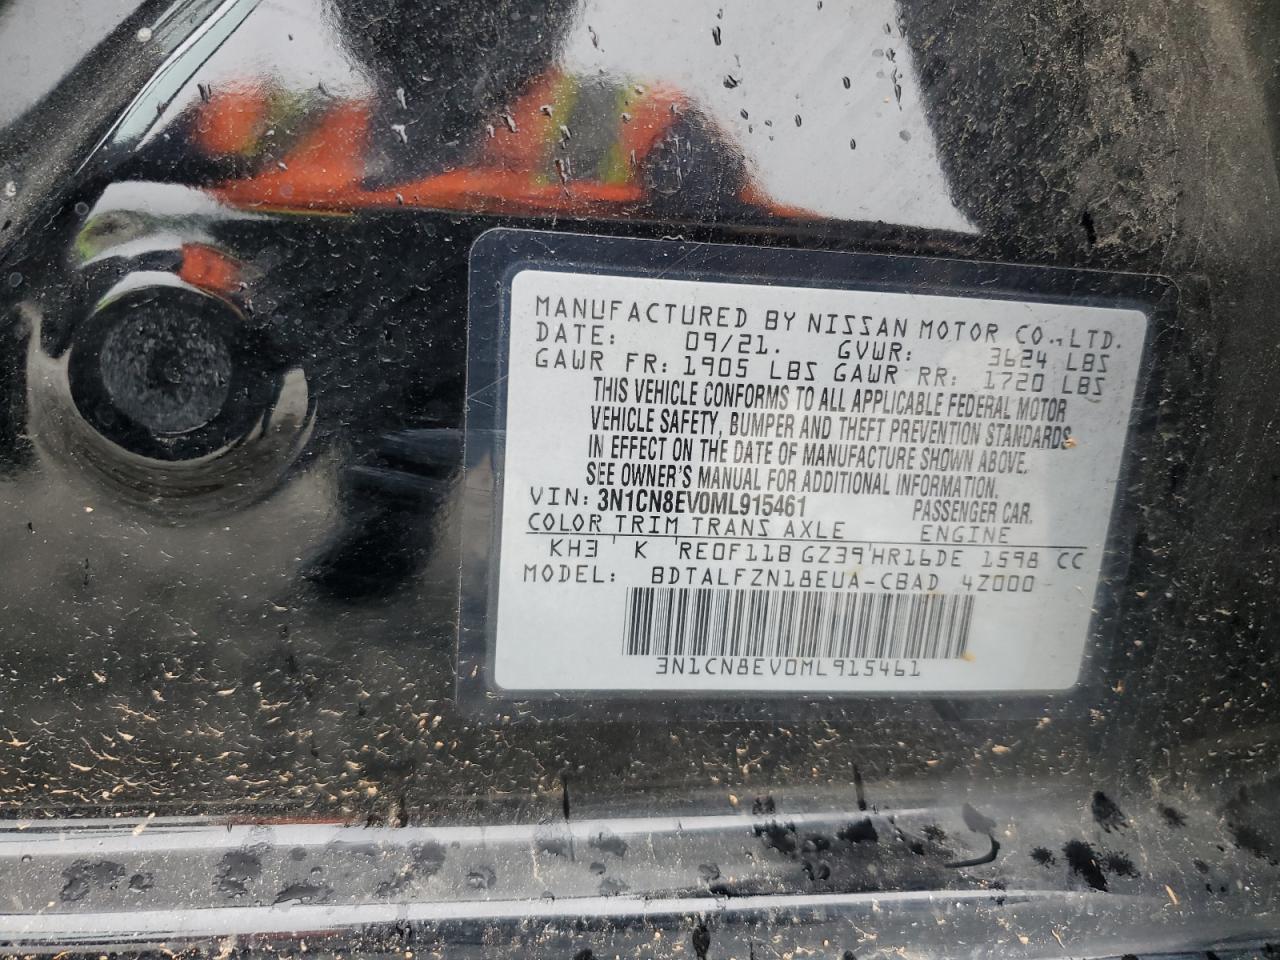 MANUFACTURED BY NISSAN MOTOR CO.,LTD.
DATE: 09/21. GVWR: 3624 LBS
GAWR FR: 1905 LBS GAWR RR: 1720 LBS
THIS VEHICLE CONFORMS TO ALL APPLICABLE FEDERAL MOTOR
VEHICLE SAFETY, BUMPER AND THEFT PREVENTION STANDARDS
IN EFFECT ON THE DATE OF MANUFACTURE SHOWN ABOVE.
SEE OWNER'S MANUAL FOR ADDITIONAL INFORMATION.
VIN: 3N1CN8EV0ML915461 PASSENGER CAR.
COLOR TRIM TRANS AXLE ENGINE
KH3 K RE0F11B GZ39 HR16DE 1598 CC
MODEL: BDTALFZN18EUA-CBAD 4Z000
3N1CN8EV0ML915461